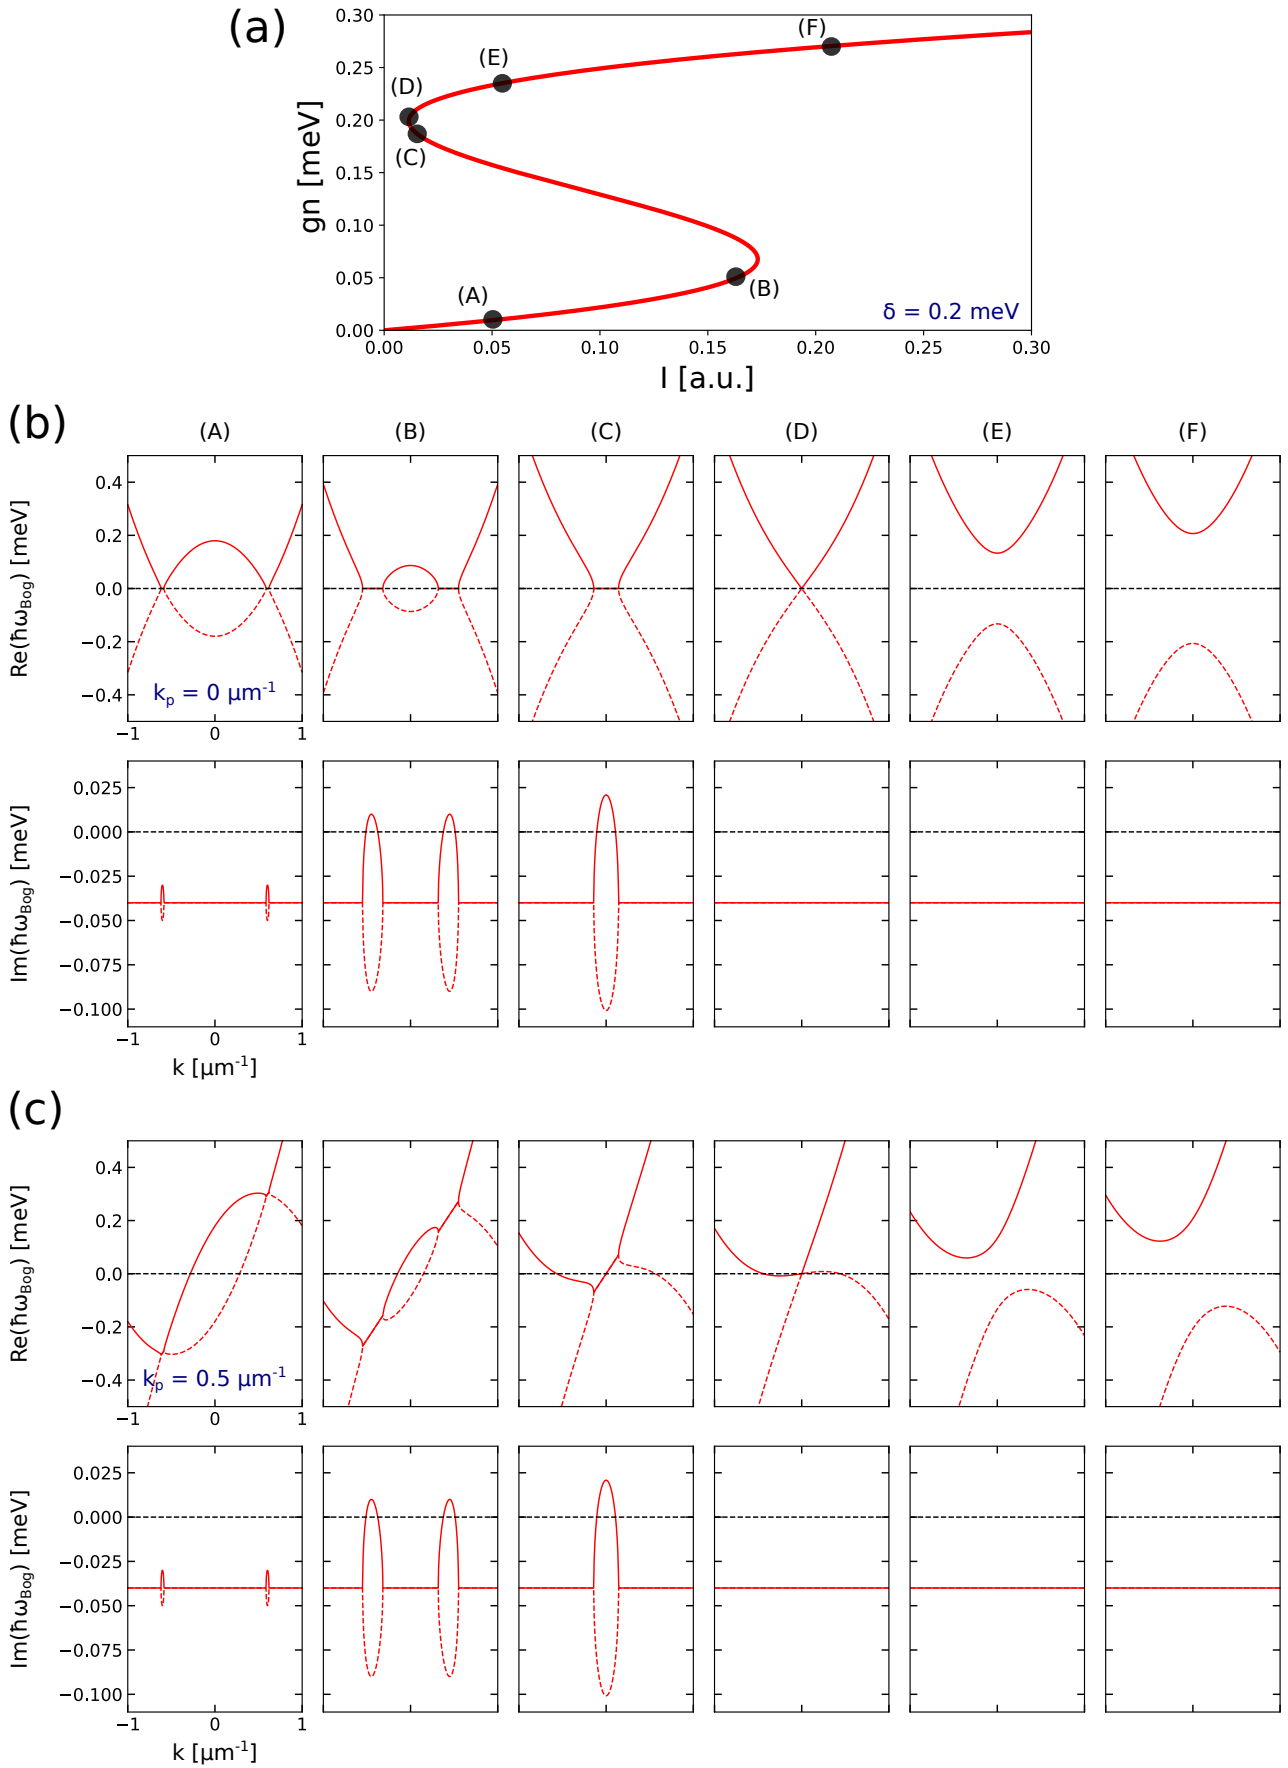 (a)
gn [meV]
0.30
0.25
0.20
0.15
0.10
0.05
0.00
(F)
(E)
(D)
(C)
(A)
(B)
δ = 0.2 meV
0.00 0.05 0.10 0.15 0.20 0.25 0.30
I [a.u.]
(b)
(A) (B) (C) (D) (E) (F)
Re(ħω_Bog) [meV]
0.4
0.2
0.0
−0.2
−0.4
k_p = 0 μm⁻¹
−1 0 1
Im(ħω_Bog) [meV]
0.025
0.000
−0.025
−0.050
−0.075
−0.100
−1 0 1
k [μm⁻¹]
(c)
Re(ħω_Bog) [meV]
0.4
0.2
0.0
−0.2
−0.4
k_p = 0.5 μm⁻¹
−1 0 1
Im(ħω_Bog) [meV]
0.025
0.000
−0.025
−0.050
−0.075
−0.100
−1 0 1
k [μm⁻¹]